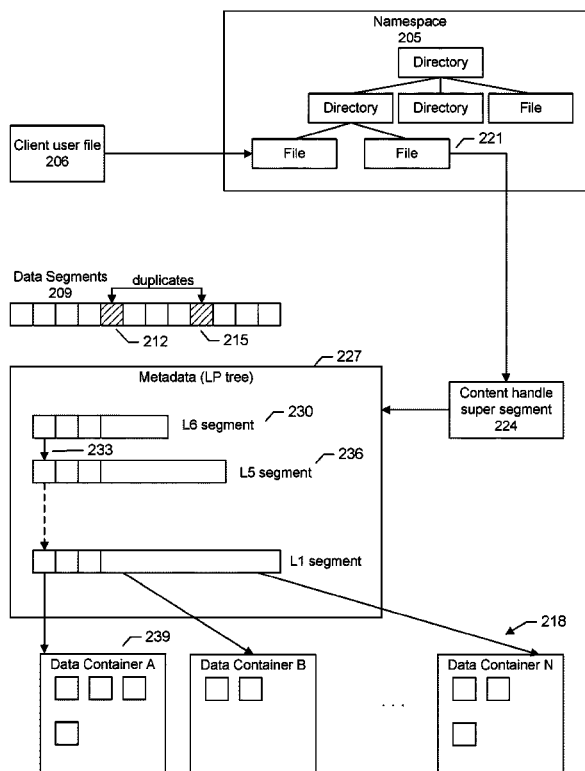 Namespace
205
Directory
Directory
Directory
File
Client user file
206
File
File
221
Data Segments
209
duplicates
212
215
227
Metadata (LP tree)
Content handle
super segment
224
L6 segment
230
233
L5 segment
236
L1 segment
239
218
Data Container A
Data Container B
. . .
Data Container N